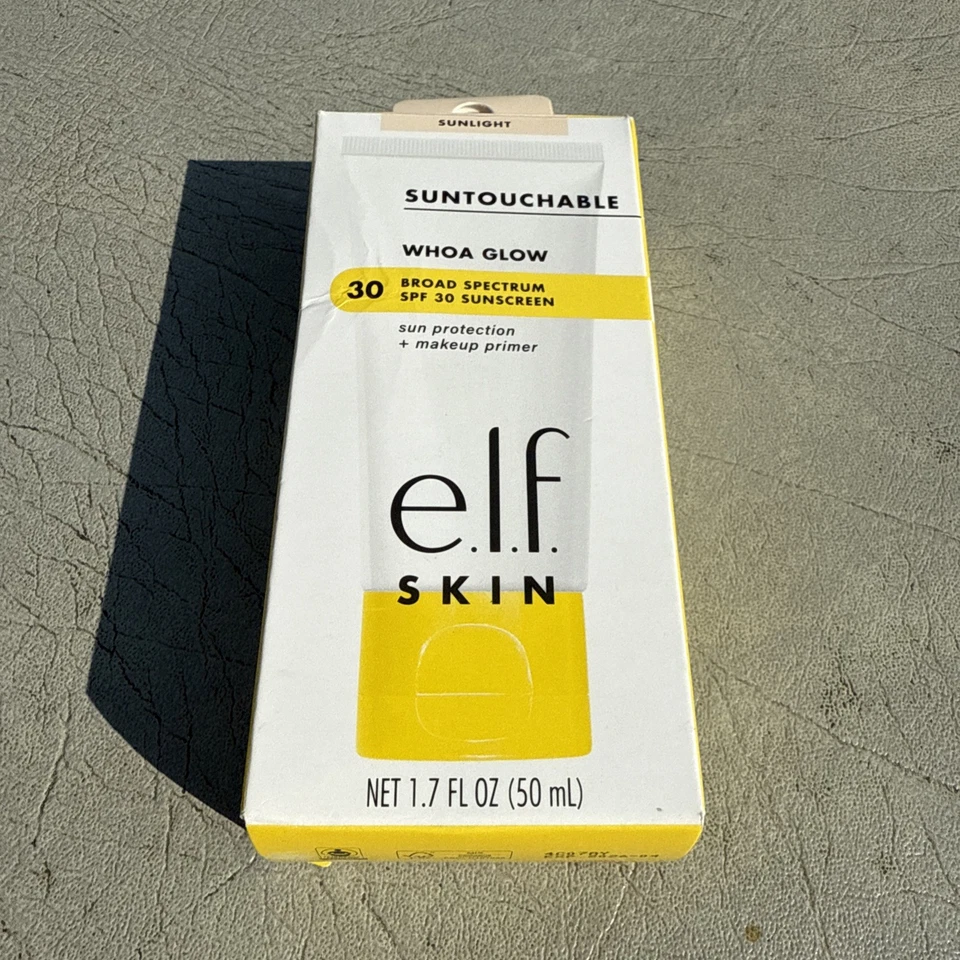 SUNLIGHT
SUNTOUCHABLE
WHOA GLOW
30
BROAD SPECTRUM
SPF 30 SUNSCREEN
sun protection
+ makeup primer
e.l.f.
SKIN
NET 1.7 FL OZ (50 mL)